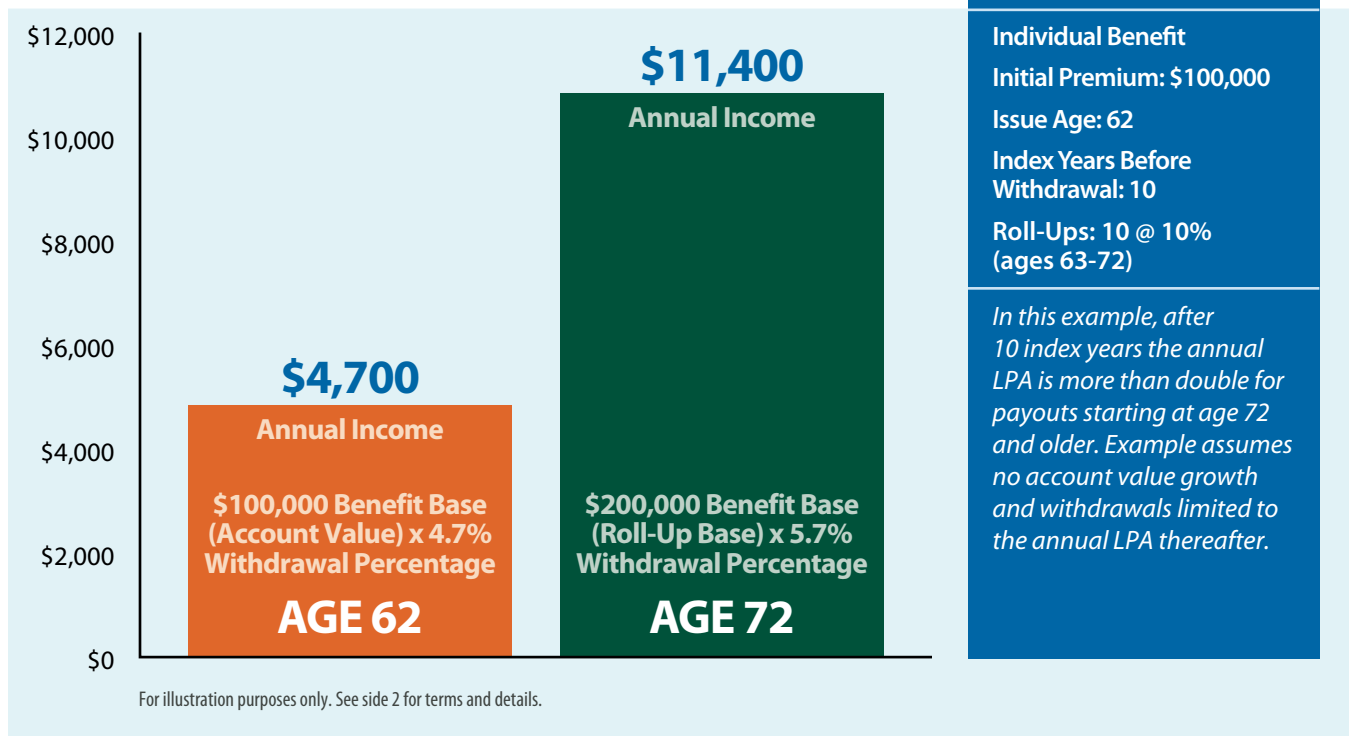 $12,000
$10,000
$8,000
$6,000
$4,000
$2,000
$0
$4,700
Annual Income
$100,000 Benefit Base
(Account Value) x 4.7%
Withdrawal Percentage
AGE 62
$11,400
Annual Income
$200,000 Benefit Base
(Roll-Up Base) x 5.7%
Withdrawal Percentage
AGE 72
For illustration purposes only. See side 2 for terms and details.
Individual Benefit
Initial Premium: $100,000
Issue Age: 62
Index Years Before
Withdrawal: 10
Roll-Ups: 10 @ 10%
(ages 63-72)
In this example, after
10 index years the annual
LPA is more than double for
payouts starting at age 72
and older. Example assumes
no account value growth
and withdrawals limited to
the annual LPA thereafter.